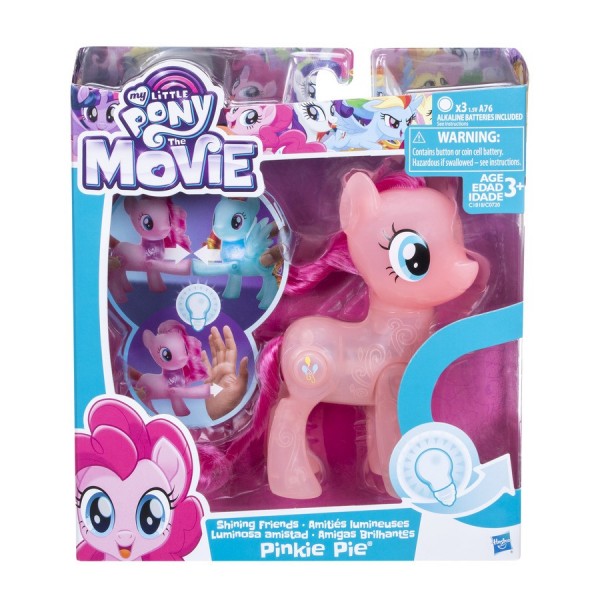 my LITTLE
PONY
The
MOVIE
x3 1.5V A76
ALKALINE BATTERIES INCLUDED
See instructions
WARNING:
Contains button or coin cell battery.
Hazardous if swallowed – see instructions.
AGE
EDAD
IDADE
3+
Shining Friends • Amitiés lumineuses
Luminosa amistad • Amigas Brilhantes
Pinkie Pie®
Hasbro